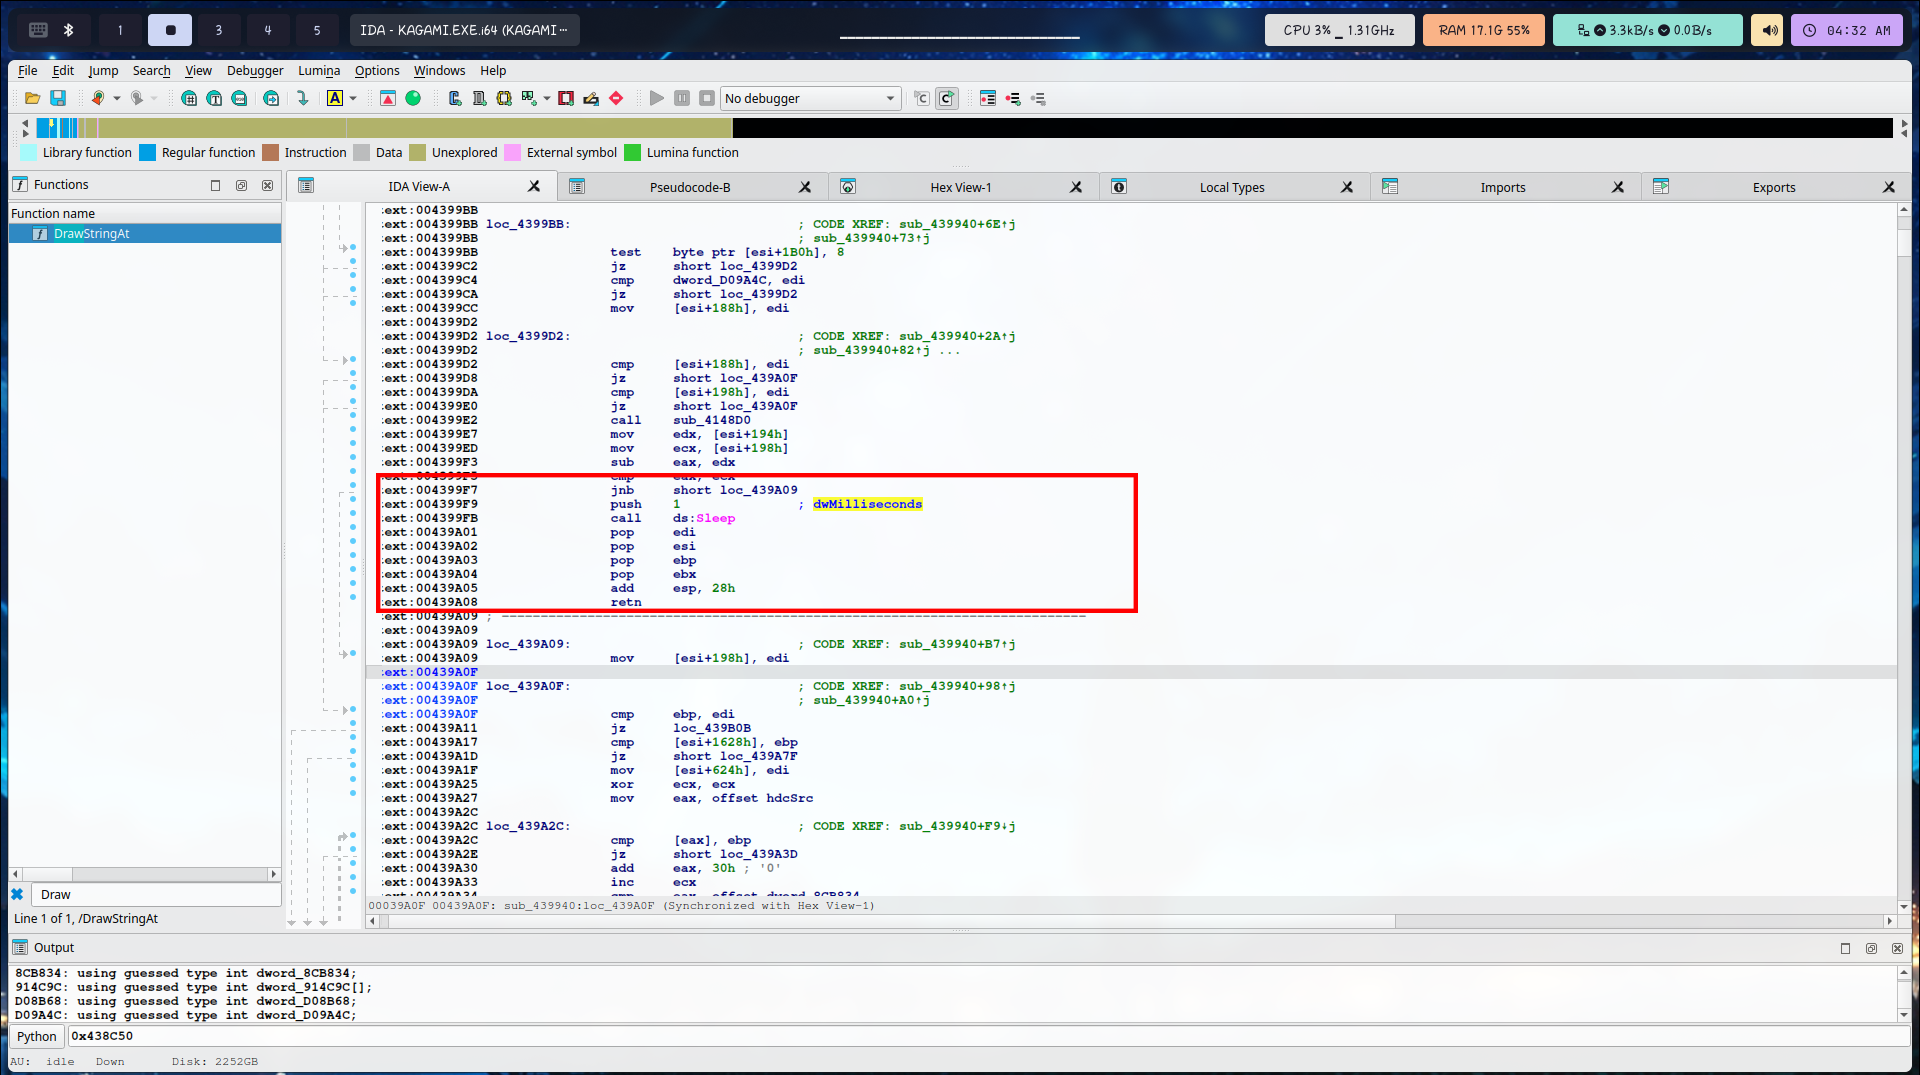 1
3
4
5
IDA - KAGAMI.EXE.i64 (KAGAMI⋯
CPU 3% _ 1.31GHz
RAM 17.1G 55%
3.3kB/s 0.0B/s
04:32 AM
File Edit Jump Search View Debugger Lumina Options Windows Help
No debugger
Library function Regular function Instruction Data Unexplored External symbol Lumina function
Functions
IDA View-A Pseudocode-B Hex View-1 Local Types Imports Exports
Function name
DrawStringAt
:ext:004399BB
:ext:004399BB loc_4399BB: ; CODE XREF: sub_439940+6E↑j
:ext:004399BB ; sub_439940+73↑j
:ext:004399BB test byte ptr [esi+1B0h], 8
:ext:004399C2 jz short loc_4399D2
:ext:004399C4 cmp dword_D09A4C, edi
:ext:004399CA jz short loc_4399D2
:ext:004399CC mov [esi+188h], edi
:ext:004399D2
:ext:004399D2 loc_4399D2: ; CODE XREF: sub_439940+2A↑j
:ext:004399D2 ; sub_439940+82↑j ...
:ext:004399D2 cmp [esi+188h], edi
:ext:004399D8 jz short loc_439A0F
:ext:004399DA cmp [esi+198h], edi
:ext:004399E0 jz short loc_439A0F
:ext:004399E2 call sub_4148D0
:ext:004399E7 mov edx, [esi+194h]
:ext:004399ED mov ecx, [esi+198h]
:ext:004399F3 sub eax, edx
:ext:004399F5 cmp eax, ecx
:ext:004399F7 jnb short loc_439A09
:ext:004399F9 push 1 ; dwMilliseconds
:ext:004399FB call ds:Sleep
:ext:00439A01 pop edi
:ext:00439A02 pop esi
:ext:00439A03 pop ebp
:ext:00439A04 pop ebx
:ext:00439A05 add esp, 28h
:ext:00439A08 retn
:ext:00439A09 ; ---------------------------------------------------------------------------
:ext:00439A09
:ext:00439A09 loc_439A09: ; CODE XREF: sub_439940+B7↑j
:ext:00439A09 mov [esi+198h], edi
:ext:00439A0F
:ext:00439A0F loc_439A0F: ; CODE XREF: sub_439940+98↑j
:ext:00439A0F ; sub_439940+A0↑j
:ext:00439A0F cmp ebp, edi
:ext:00439A11 jz loc_439B0B
:ext:00439A17 cmp [esi+1628h], ebp
:ext:00439A1D jz short loc_439A7F
:ext:00439A1F mov [esi+624h], edi
:ext:00439A25 xor ecx, ecx
:ext:00439A27 mov eax, offset hdcSrc
:ext:00439A2C
:ext:00439A2C loc_439A2C: ; CODE XREF: sub_439940+F9↓j
:ext:00439A2C cmp [eax], ebp
:ext:00439A2E jz short loc_439A3D
:ext:00439A30 add eax, 30h ; '0'
:ext:00439A33 inc ecx
:ext:00439A34 cmp eax, offset dword_8CB834
00039A0F 00439A0F: sub_439940:loc_439A0F (Synchronized with Hex View-1)
Draw
Line 1 of 1, /DrawStringAt
Output
8CB834: using guessed type int dword_8CB834;
914C9C: using guessed type int dword_914C9C[];
D08B68: using guessed type int dword_D08B68;
D09A4C: using guessed type int dword_D09A4C;
Python 0x438C50
AU: idle Down Disk: 2252GB